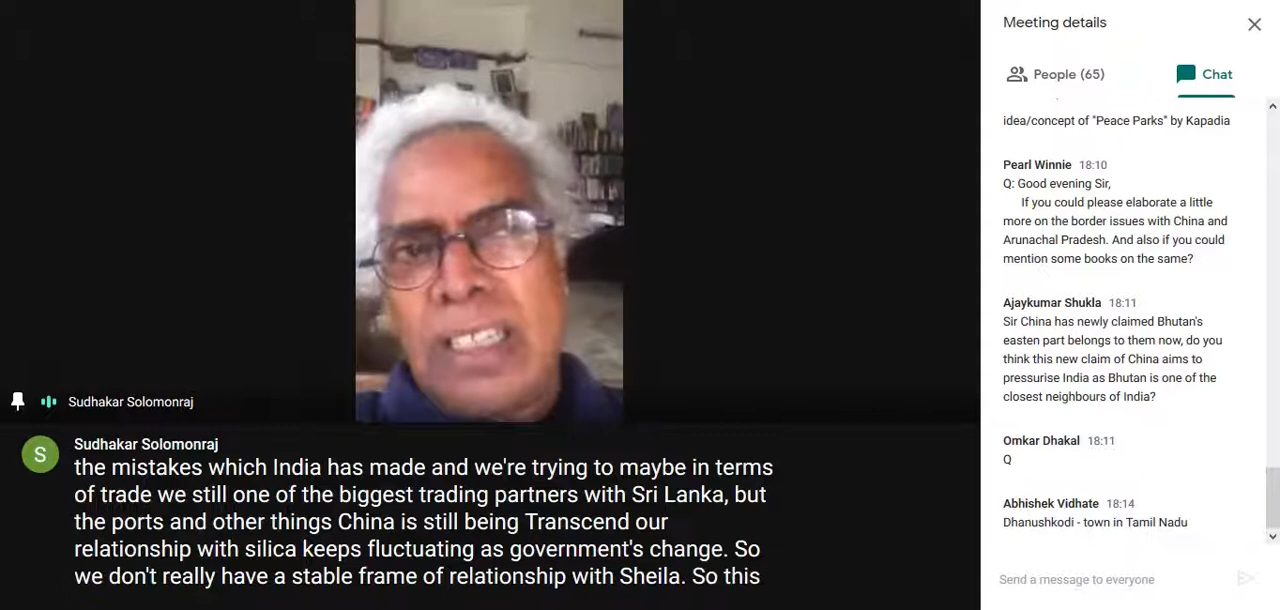 Meeting details
People (65)
Chat
idea/concept of "Peace Parks" by Kapadia
Pearl Winnie 18:10
Q: Good evening Sir,
If you could please elaborate a little
more on the border issues with China and
Arunachal Pradesh. And also if you could
mention some books on the same?
Ajaykumar Shukla 18:11
Sir China has newly claimed Bhutan's
easten part belongs to them now, do you
think this new claim of China aims to
pressurise India as Bhutan is one of the
closest neighbours of India?
Omkar Dhakal 18:11
Q
Abhishek Vidhate 18:14
Dhanushkodi - town in Tamil Nadu
Send a message to everyone
Sudhakar Solomonraj
S
Sudhakar Solomonraj
the mistakes which India has made and we're trying to maybe in terms
of trade we still one of the biggest trading partners with Sri Lanka, but
the ports and other things China is still being Transcend our
relationship with silica keeps fluctuating as government's change. So
we don't really have a stable frame of relationship with Sheila. So this